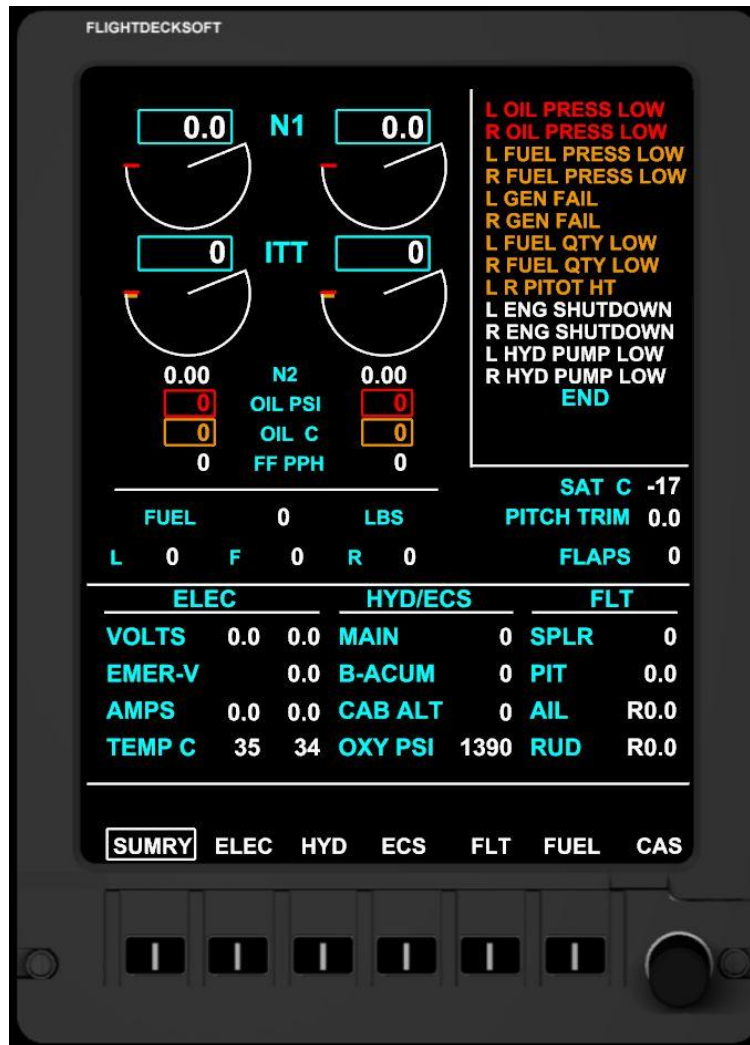 FLIGHTDECKSOFT
0.0 N1 0.0
0 ITT 0
0.00 N2 0.00
0 OIL PSI 0
0 OIL C 0
0 FF PPH 0
L OIL PRESS LOW
R OIL PRESS LOW
L FUEL PRESS LOW
R FUEL PRESS LOW
L GEN FAIL
R GEN FAIL
L FUEL QTY LOW
R FUEL QTY LOW
L R PITOT HT
L ENG SHUTDOWN
R ENG SHUTDOWN
L HYD PUMP LOW
R HYD PUMP LOW
END
FUEL 0 LBS
L 0 F 0 R 0
SAT C -17
PITCH TRIM 0.0
FLAPS 0
ELEC HYD/ECS FLT
VOLTS 0.0 0.0 MAIN 0 SPLR 0
EMER-V 0.0 B-ACUM 0 PIT 0.0
AMPS 0.0 0.0 CAB ALT 0 AIL R0.0
TEMP C 35 34 OXY PSI 1390 RUD R0.0
SUMRY ELEC HYD ECS FLT FUEL CAS